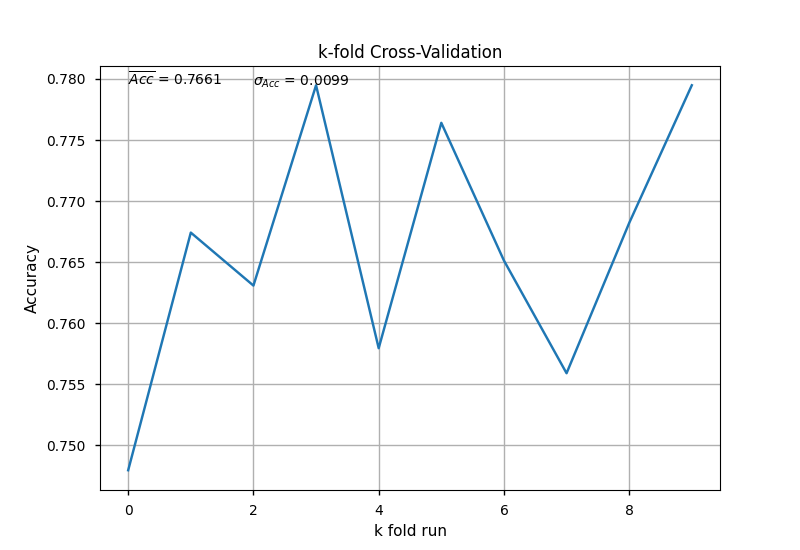 k-fold Cross-Validation
Acc = 0.7661 σAcc = 0.0099
0.780
0.775
0.770
0.765
0.760
0.755
0.750
Accuracy
0 2 4 6 8
k fold run